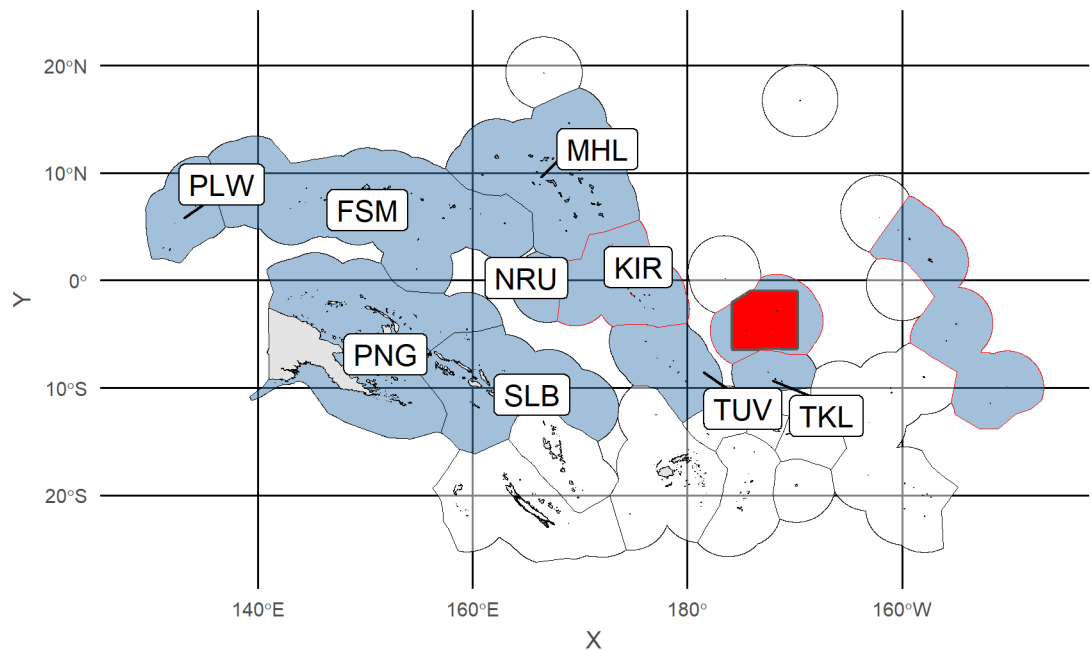 20°N
10°N
0°
10°S
20°S
Y
PLW
FSM
MHL
NRU
KIR
PNG
SLB
TUV
TKL
140°E
160°E
180°
160°W
X